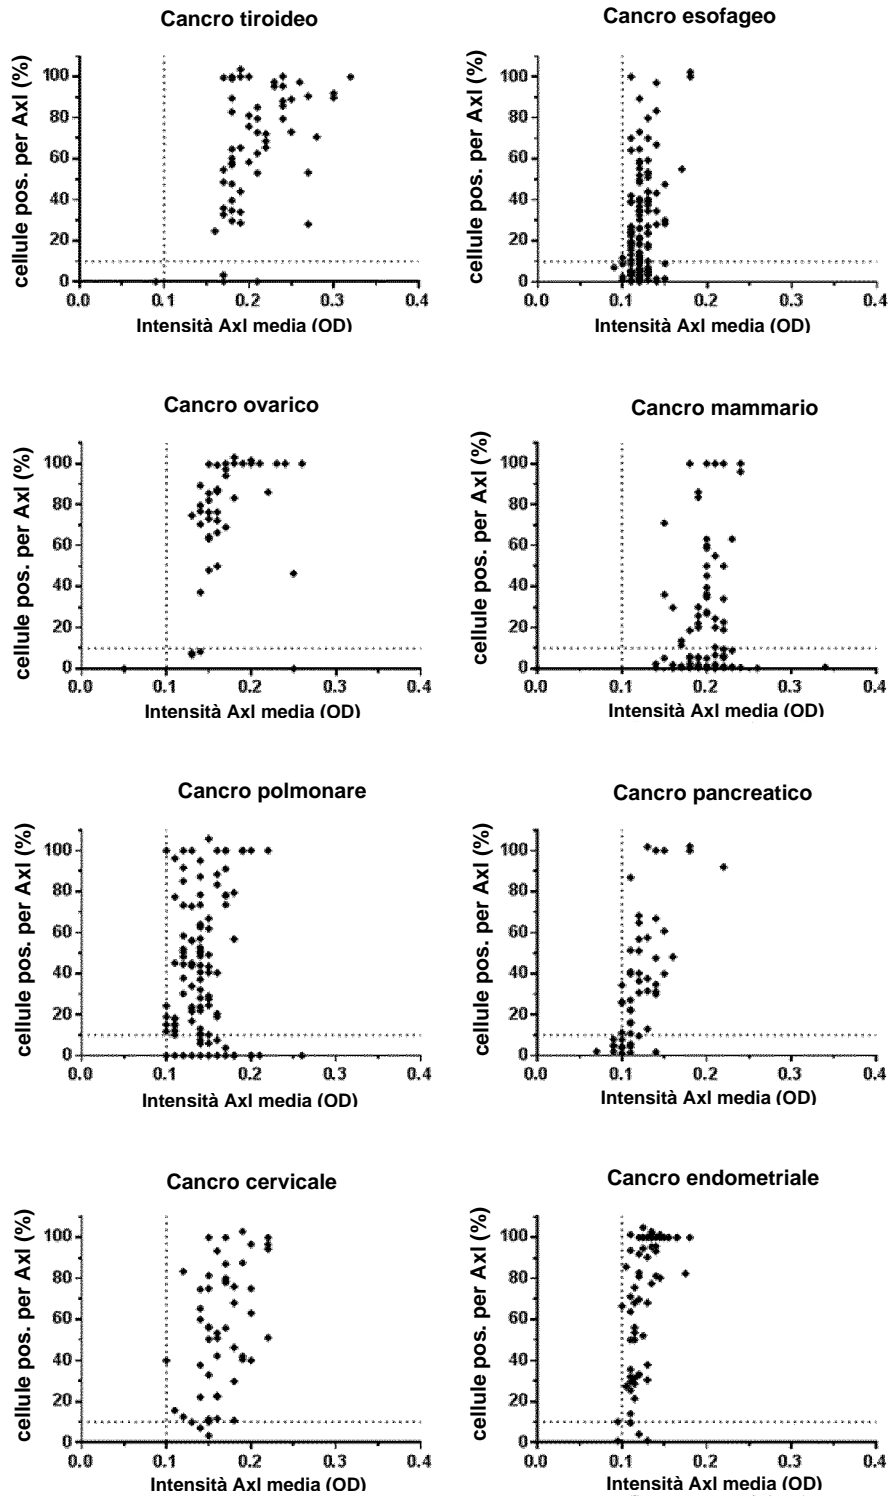 Cancro tiroideo
cellule pos. per Axl (%)
100
80
60
40
20
0
0.0 0.1 0.2 0.3 0.4
Intensità Axl media (OD)
Cancro esofageo
cellule pos. per Axl (%)
100
80
60
40
20
0
0.0 0.1 0.2 0.3 0.4
Intensità Axl media (OD)
Cancro ovarico
cellule pos. per Axl (%)
100
80
60
40
20
0
0.0 0.1 0.2 0.3 0.4
Intensità Axl media (OD)
Cancro mammario
cellule pos. per Axl (%)
100
80
60
40
20
0
0.0 0.1 0.2 0.3 0.4
Intensità Axl media (OD)
Cancro polmonare
cellule pos. per Axl (%)
100
80
60
40
20
0
0.0 0.1 0.2 0.3 0.4
Intensità Axl media (OD)
Cancro pancreatico
cellule pos. per Axl (%)
100
80
60
40
20
0
0.0 0.1 0.2 0.3 0.4
Intensità Axl media (OD)
Cancro cervicale
cellule pos. per Axl (%)
100
80
60
40
20
0
0.0 0.1 0.2 0.3 0.4
Intensità Axl media (OD)
Cancro endometriale
cellule pos. per Axl (%)
100
80
60
40
20
0
0.0 0.1 0.2 0.3 0.4
Intensità Axl media (OD)